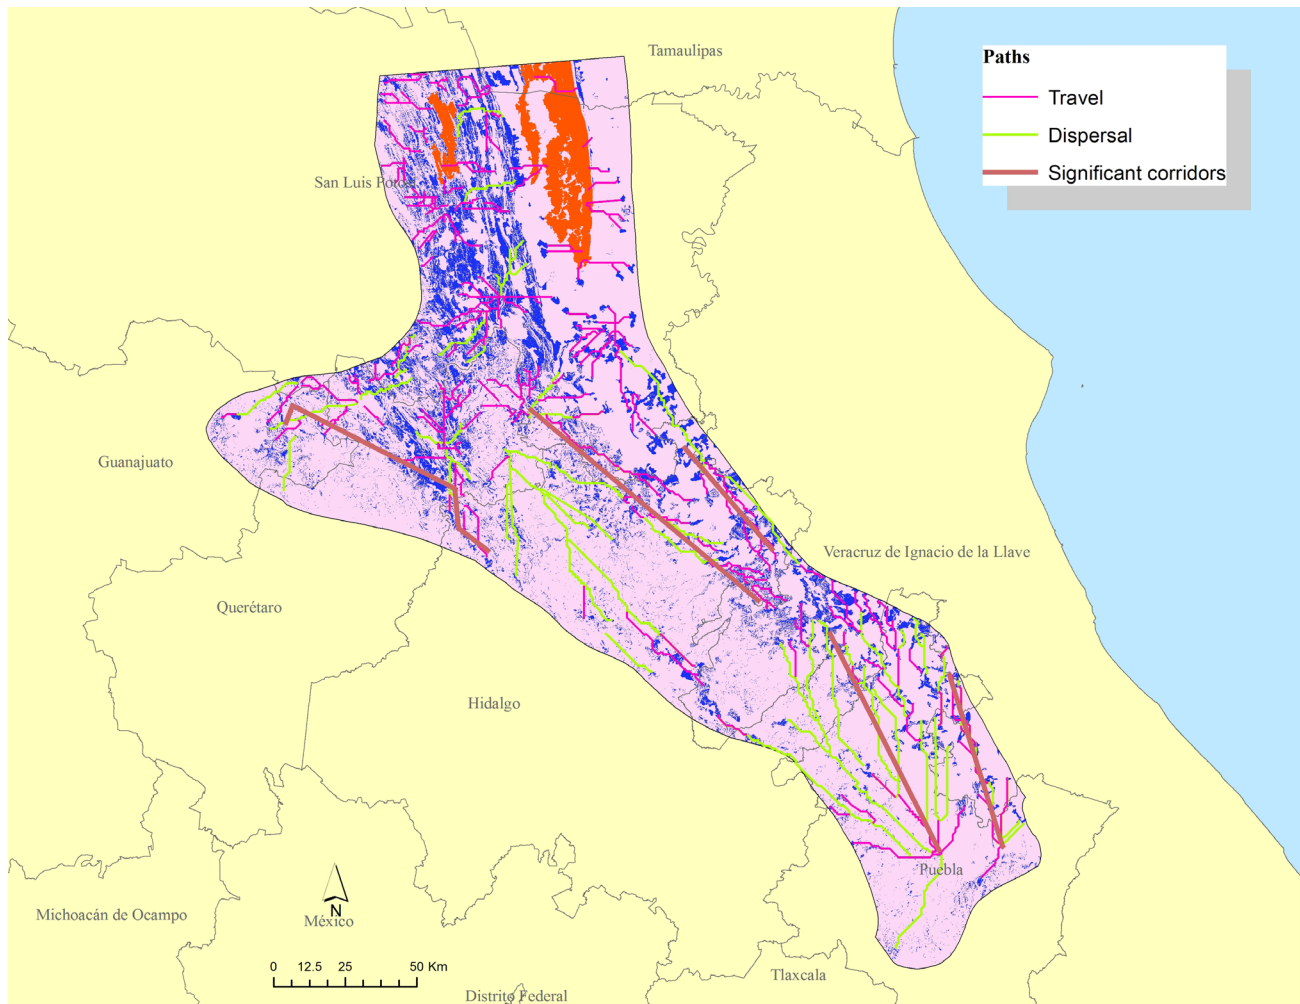 Tamaulipas
Paths
Travel
Dispersal
Significant corridors
San Luis Potosí
Guanajuato
Veracruz de Ignacio de la Llave
Querétaro
Hidalgo
Puebla
Michoacán de Ocampo
México
N
Tlaxcala
0 12.5 25 50 Km
Distrito Federal